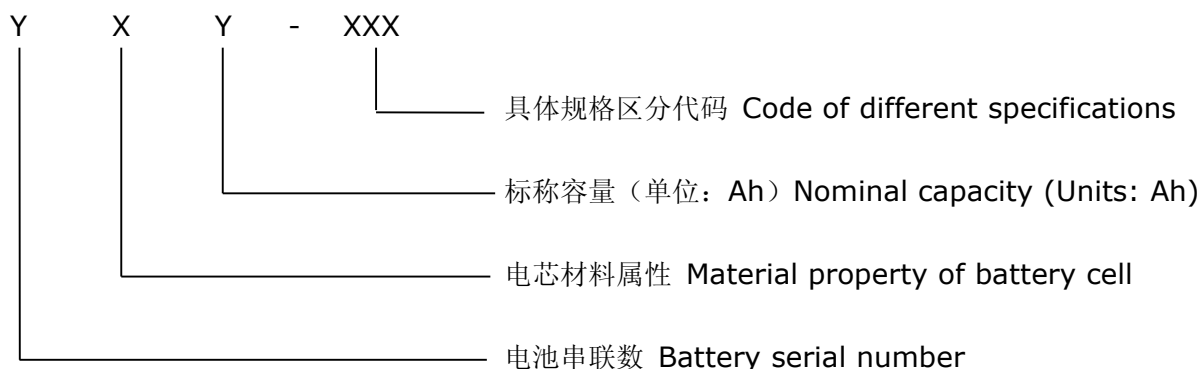 Y X Y - XXX
具体规格区分代码 Code of different specifications
标称容量（单位：Ah）Nominal capacity (Units: Ah)
电芯材料属性 Material property of battery cell
电池串联数 Battery serial number